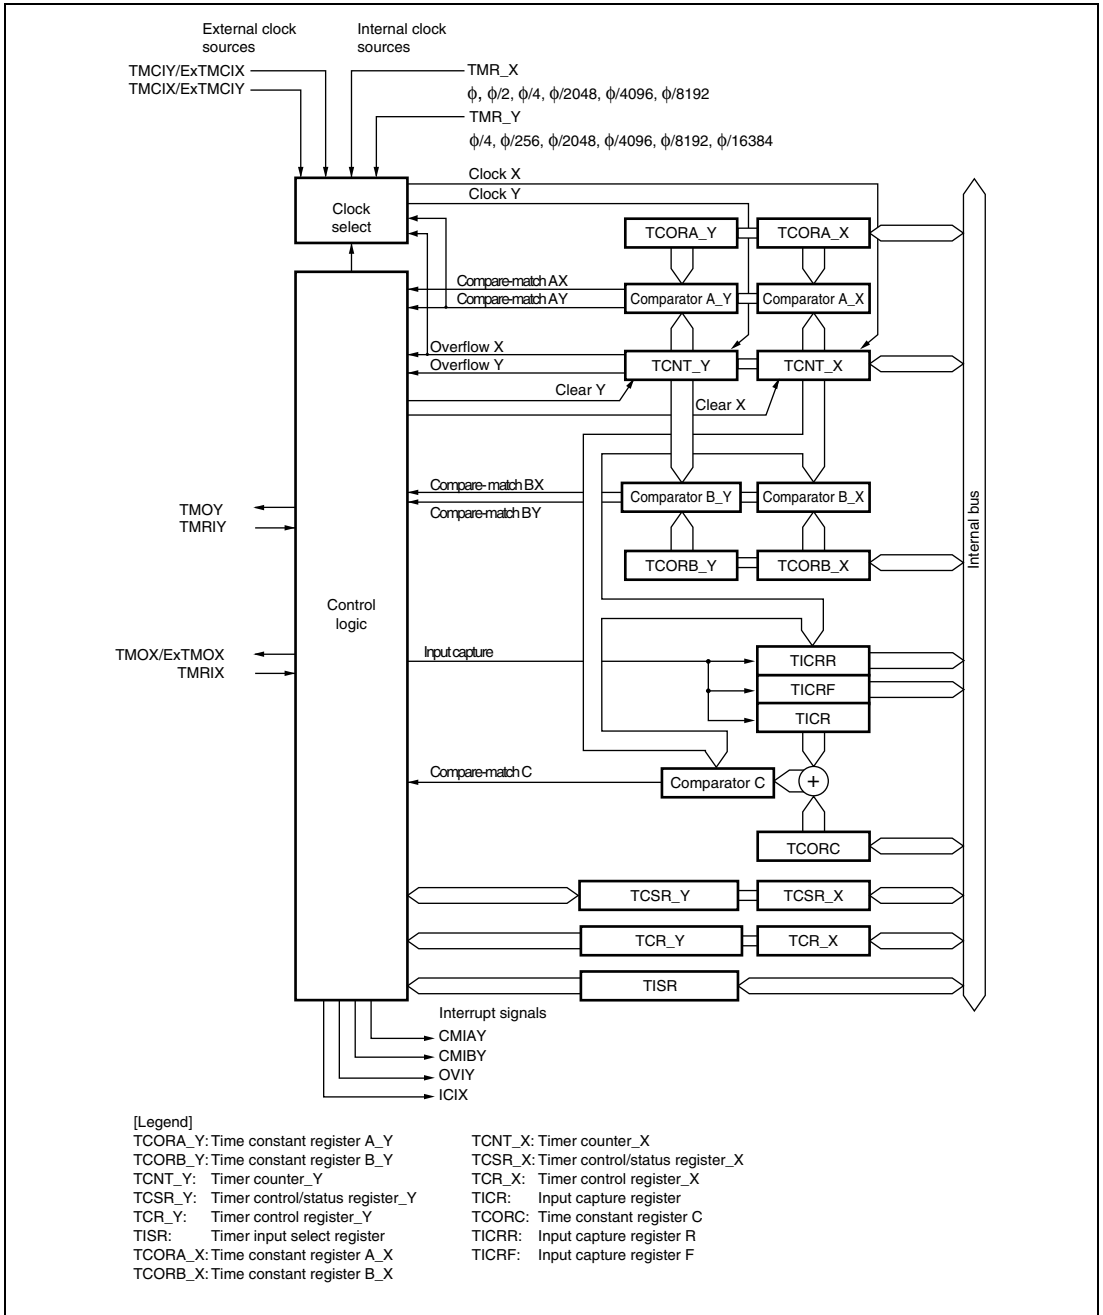 External clock sources
Internal clock sources
TMCIY/ExTMCIX
TMCIX/ExTMCIY
TMR_X
ϕ, ϕ/2, ϕ/4, ϕ/2048, ϕ/4096, ϕ/8192
TMR_Y
ϕ/4, ϕ/256, ϕ/2048, ϕ/4096, ϕ/8192, ϕ/16384
Clock X
Clock Y
Clock select
TCORA_Y
TCORA_X
Compare-match AX
Compare-match AY
Comparator A_Y
Comparator A_X
Overflow X
Overflow Y
TCNT_Y
TCNT_X
Clear Y
Clear X
Compare-match BX
Compare-match BY
Comparator B_Y
Comparator B_X
TMOY
TMRIY
TCORB_Y
TCORB_X
Internal bus
Control logic
TMOX/ExTMOX
TMRIX
Input capture
TICRR
TICRF
TICR
Compare-match C
Comparator C
+
TCORC
TCSR_Y
TCSR_X
TCR_Y
TCR_X
TISR
Interrupt signals
CMIAY
CMIBY
OVIY
ICIX
[Legend]
TCORA_Y: Time constant register A_Y
TCORB_Y: Time constant register B_Y
TCNT_Y: Timer counter_Y
TCSR_Y: Timer control/status register_Y
TCR_Y: Timer control register_Y
TISR: Timer input select register
TCORA_X: Time constant register A_X
TCORB_X: Time constant register B_X
TCNT_X: Timer counter_X
TCSR_X: Timer control/status register_X
TCR_X: Timer control register_X
TICR: Input capture register
TCORC: Time constant register C
TICRR: Input capture register R
TICRF: Input capture register F